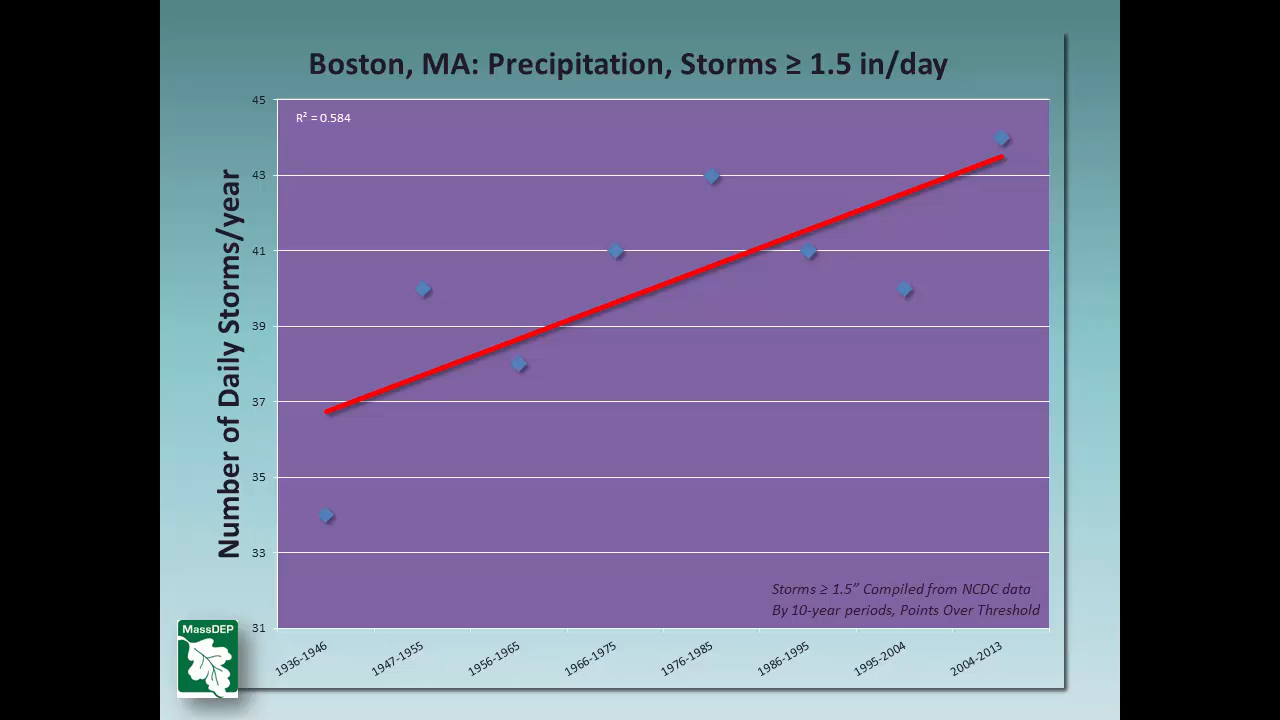 Boston, MA: Precipitation, Storms ≥ 1.5 in/day
45
R² = 0.584
43
41
39
37
35
33
31
Number of Daily Storms/year
Storms ≥ 1.5” Compiled from NCDC data
By 10-year periods, Points Over Threshold
MassDEP
1936-1946
1947-1955
1956-1965
1966-1975
1976-1985
1986-1995
1995-2004
2004-2013